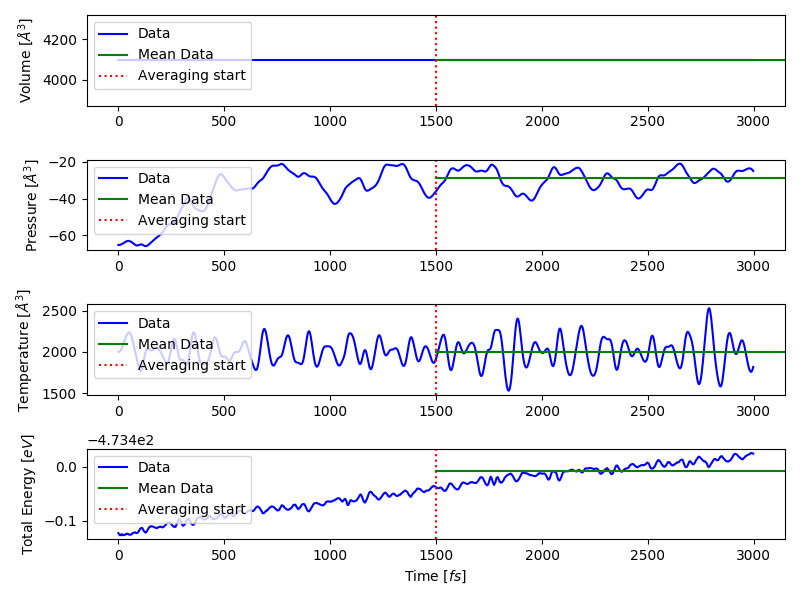 Volume [Å³]
4200
4000
Data
Mean Data
Averaging start
0 500 1000 1500 2000 2500 3000
Pressure [Å³]
−20
−40
−60
Data
Mean Data
Averaging start
0 500 1000 1500 2000 2500 3000
Temperature [Å³]
2500
2000
1500
Data
Mean Data
Averaging start
0 500 1000 1500 2000 2500 3000
−4.734e2
Total Energy [eV]
0.0
−0.1
Data
Mean Data
Averaging start
0 500 1000 1500 2000 2500 3000
Time [fs]